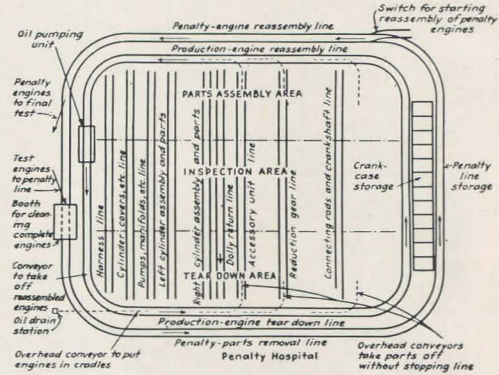 Switch for starting
reassembly of penalty
engines
Penalty-engine reassembly line
Oil pumping
unit
Production-engine reassembly line
Penalty
engines
to final
test
PARTS ASSEMBLY AREA
Test
engines
to penalty
line
INSPECTION AREA
Crank-
case
storage
Penalty
line
storage
Booth
for clean-
ing
complete
engines
Harness line
Cylinder, covers, etc. line
Pumps, manifolds, etc. line
Left cylinder assembly and parts
Right cylinder assembly and parts
Dolly return line
Accessory unit line
Reduction gear line
Connecting rods and crankshaft line
Conveyor
to take
off
reassembled
engines
TEAR DOWN AREA
Oil drain
station
Production-engine tear down line
Penalty-parts removal line
Overhead conveyor to put
engines in cradles
Penalty Hospital
Overhead conveyors
take parts off
without stopping line